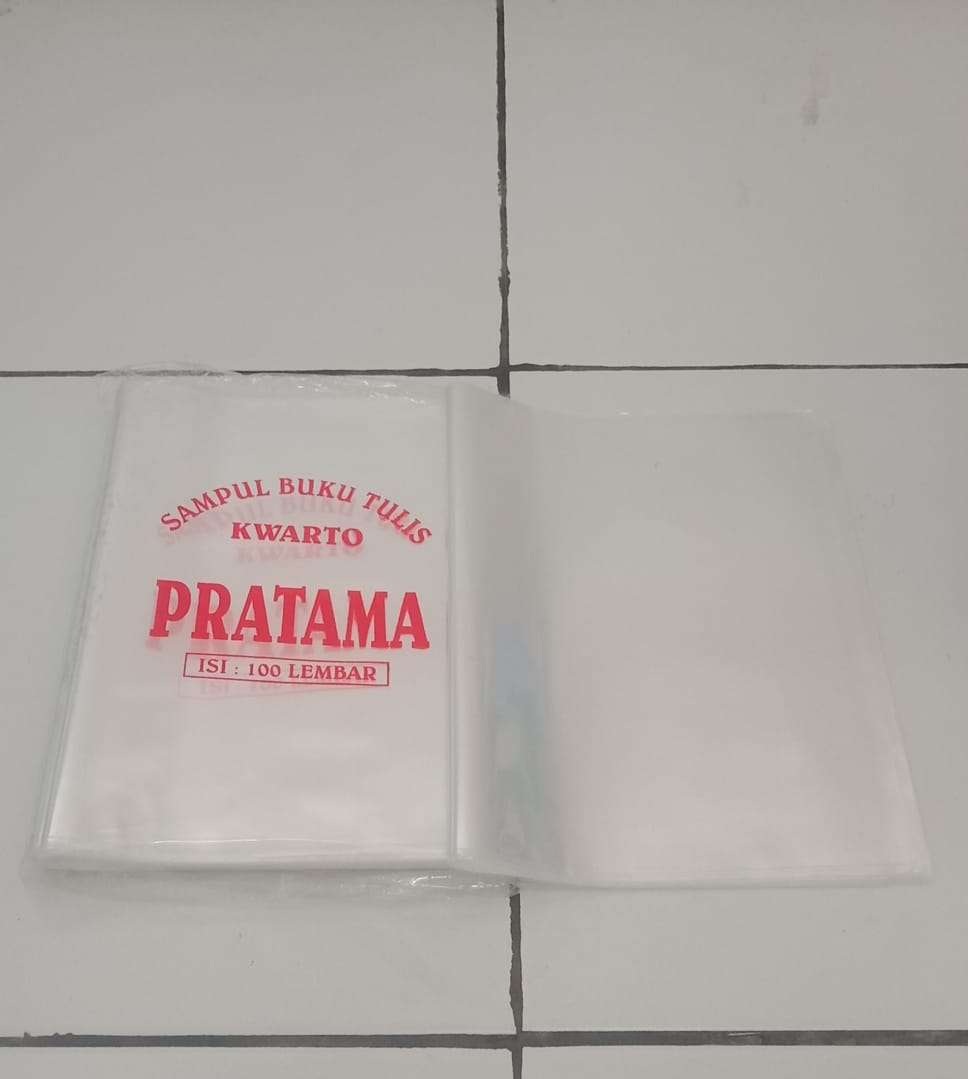 SAMPUL BUKU TULIS
KWARTO
PRATAMA
ISI : 100 LEMBAR